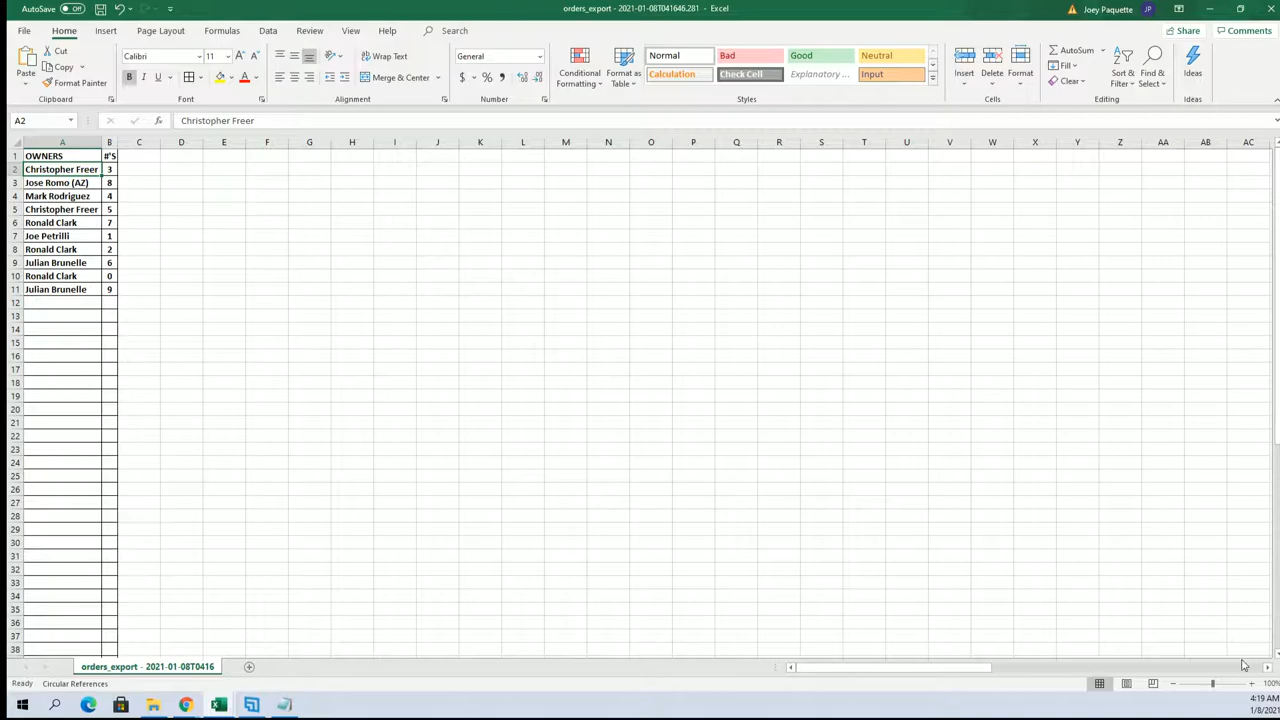 AutoSave Off orders_export - 2021-01-08T041646.281 - Excel Joey Paquette JP
File Home Insert Page Layout Formulas Data Review View Help Search Share Comments
Paste Cut Copy Format Painter Clipboard
Calibri 11 A A B I U A Font
Wrap Text Merge & Center Alignment
General $ % , Number
Conditional Formatting Format as Table
Normal Bad Good Neutral
Calculation Check Cell Explanatory ... Input
Styles
Insert Delete Format Cells
AutoSum Fill Clear Sort & Filter Find & Select Editing
Ideas Ideas
A2 fx Christopher Freer
A B C D E F G H I J K L M N O P Q R S T U V W X Y Z AA AB AC
1 OWNERS #'S
2 Christopher Freer 3
3 Jose Romo (AZ) 8
4 Mark Rodriguez 4
5 Christopher Freer 5
6 Ronald Clark 7
7 Joe Petrilli 1
8 Ronald Clark 2
9 Julian Brunelle 6
10 Ronald Clark 0
11 Julian Brunelle 9
12
13
14
15
16
17
18
19
20
21
22
23
24
25
26
27
28
29
30
31
32
33
34
35
36
37
38
orders_export - 2021-01-08T0416
Ready Circular References 100%
4:19 AM
1/8/2021